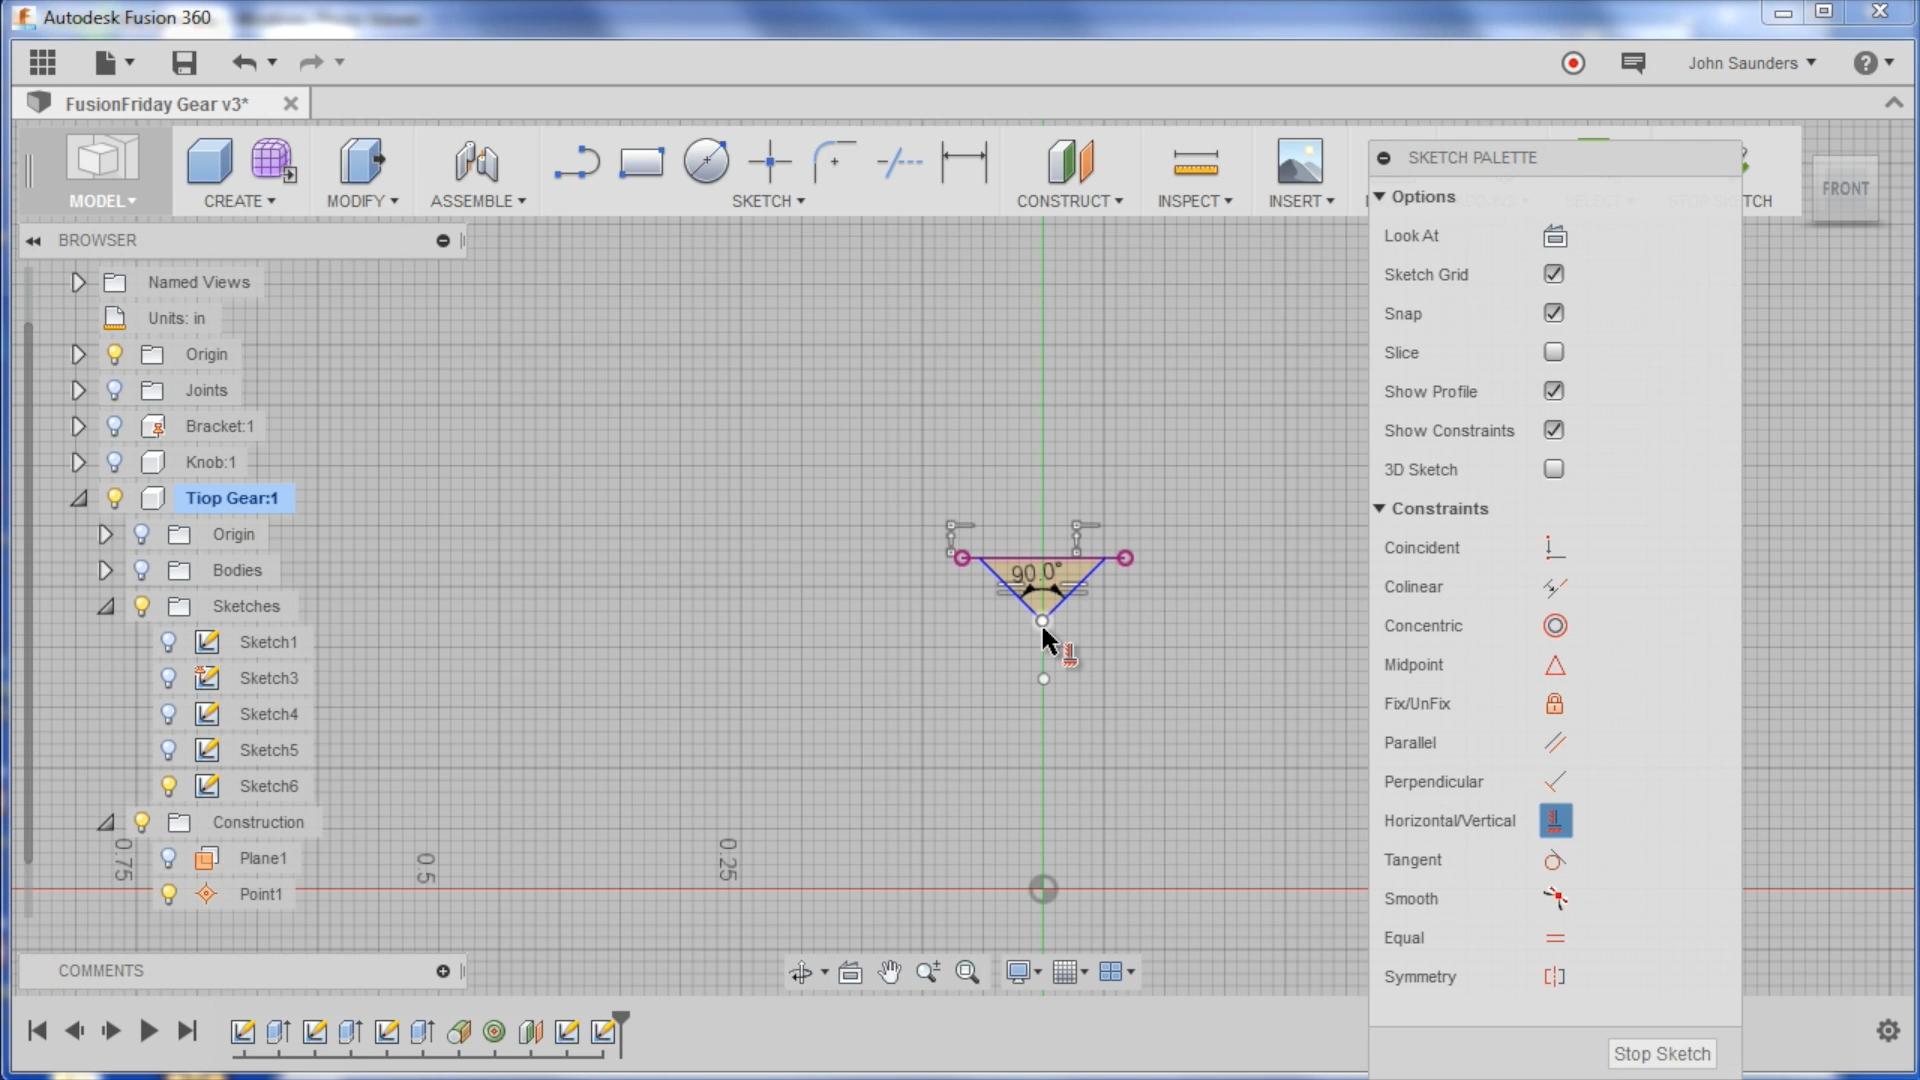 Autodesk Fusion 360
John Saunders
FusionFriday Gear v3*
MODEL
CREATE
MODIFY
ASSEMBLE
SKETCH
CONSTRUCT
INSPECT
INSERT
FRONT
BROWSER
Named Views
Units: in
Origin
Joints
Bracket:1
Knob:1
Tiop Gear:1
Origin
Bodies
Sketches
Sketch1
Sketch3
Sketch4
Sketch5
Sketch6
Construction
Plane1
Point1
COMMENTS
90.0°
0.75
0.5
0.25
SKETCH PALETTE
Options
Look At
Sketch Grid
Snap
Slice
Show Profile
Show Constraints
3D Sketch
Constraints
Coincident
Colinear
Concentric
Midpoint
Fix/UnFix
Parallel
Perpendicular
Horizontal/Vertical
Tangent
Smooth
Equal
Symmetry
Stop Sketch